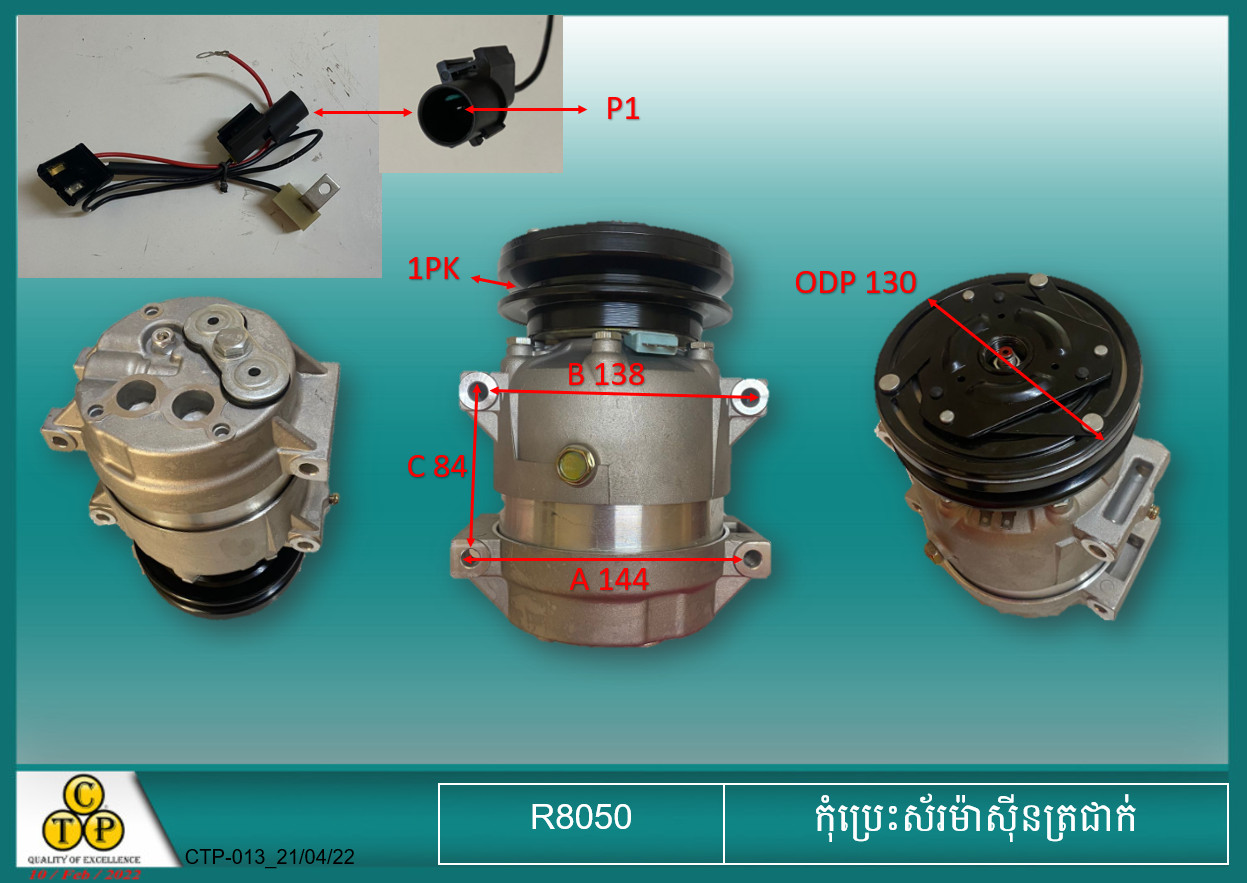 P1
1PK
ODP 130
B 138
C 84
A 144
C
T P
QUALITY OF EXCELLENCE
10 / Feb / 2022
CTP-013_21/04/22
R8050
កុំប្រេះស័រម៉ាស៊ីនត្រជាក់